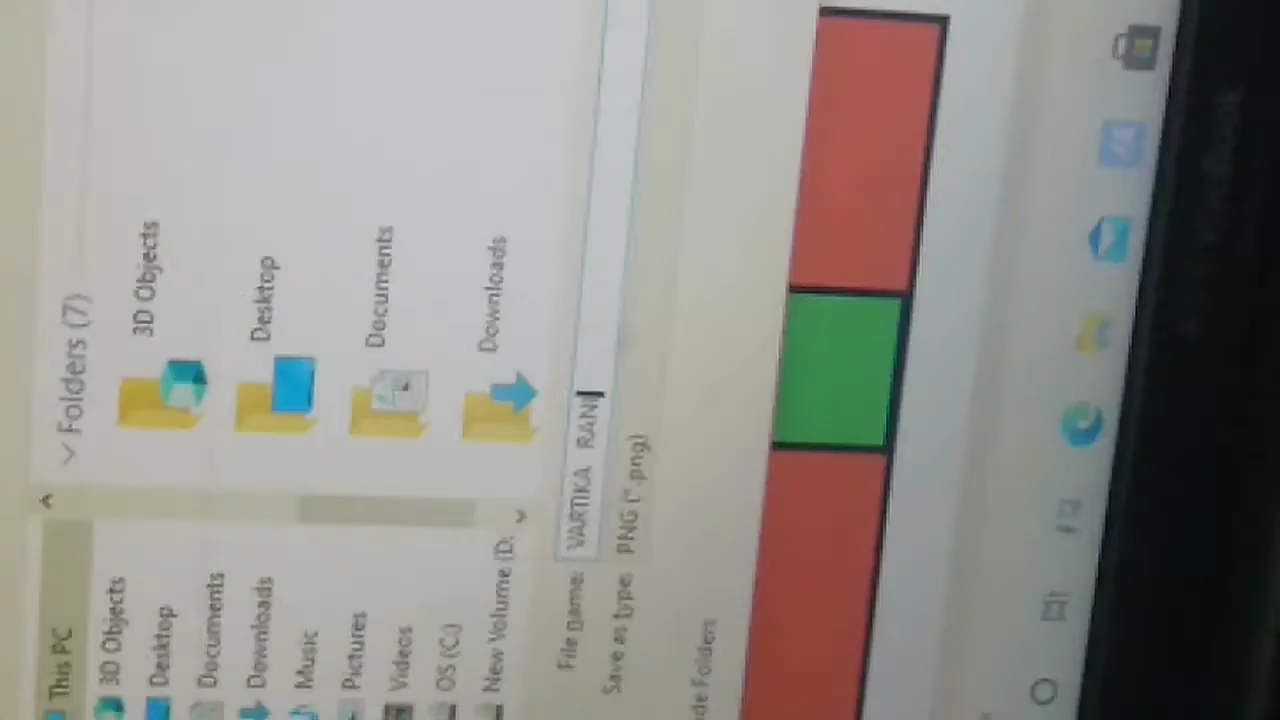 Folders (7)
3D Objects
Desktop
Documents
Downloads
This PC
3D Objects
Desktop
Documents
Downloads
Music
Pictures
Videos
OS (C:)
New Volume (D:
File name: VARTIKA RANI
Save as type: PNG (*.png)
de Folders